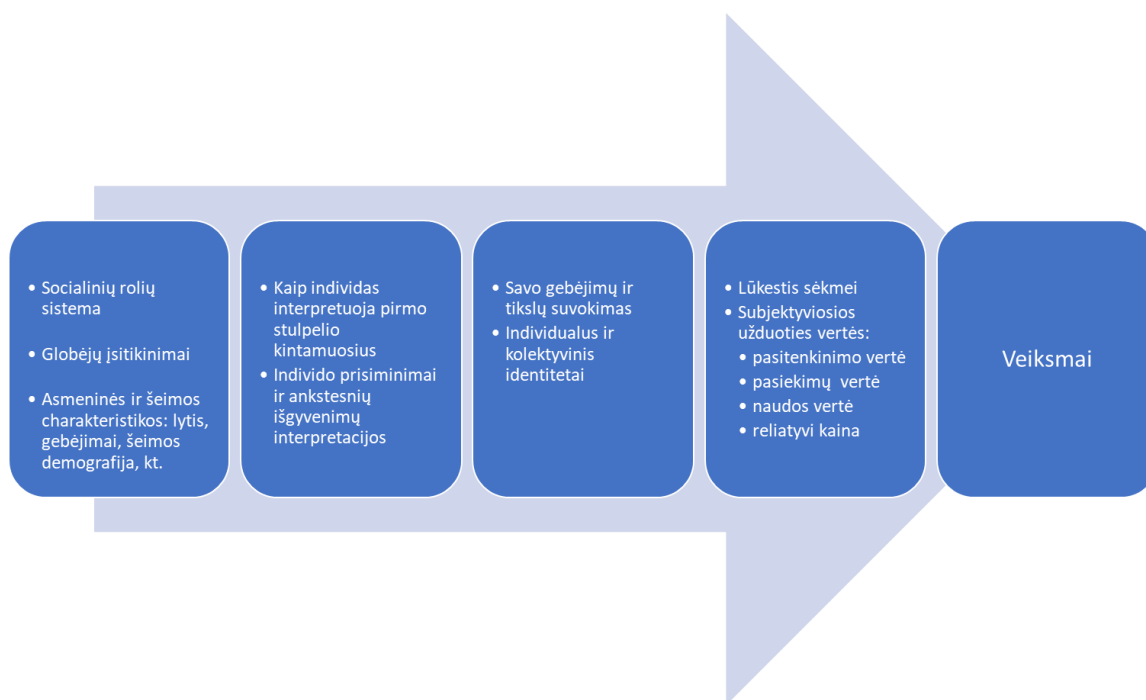 • Socialinių rolių
sistema
• Globėjų įsitikinimai
• Asmeninės ir šeimos
charakteristikos: lytis,
gebėjimai, šeimos
demografija, kt.
• Kaip individas
interpretuoja pirmo
stulpelio
kintamuosius
• Individo prisiminimai
ir ankstesnių
išgyvenimų
interpretacijos
• Savo gebėjimų ir
tikslų suvokimas
• Individualus ir
kolektyvinis
identitetai
• Lūkestis sėkmei
• Subjektyviosios
užduoties vertės:
• pasitenkinimo vertė
• pasiekimų vertė
• naudos vertė
• reliatyvi kaina
Veiksmai